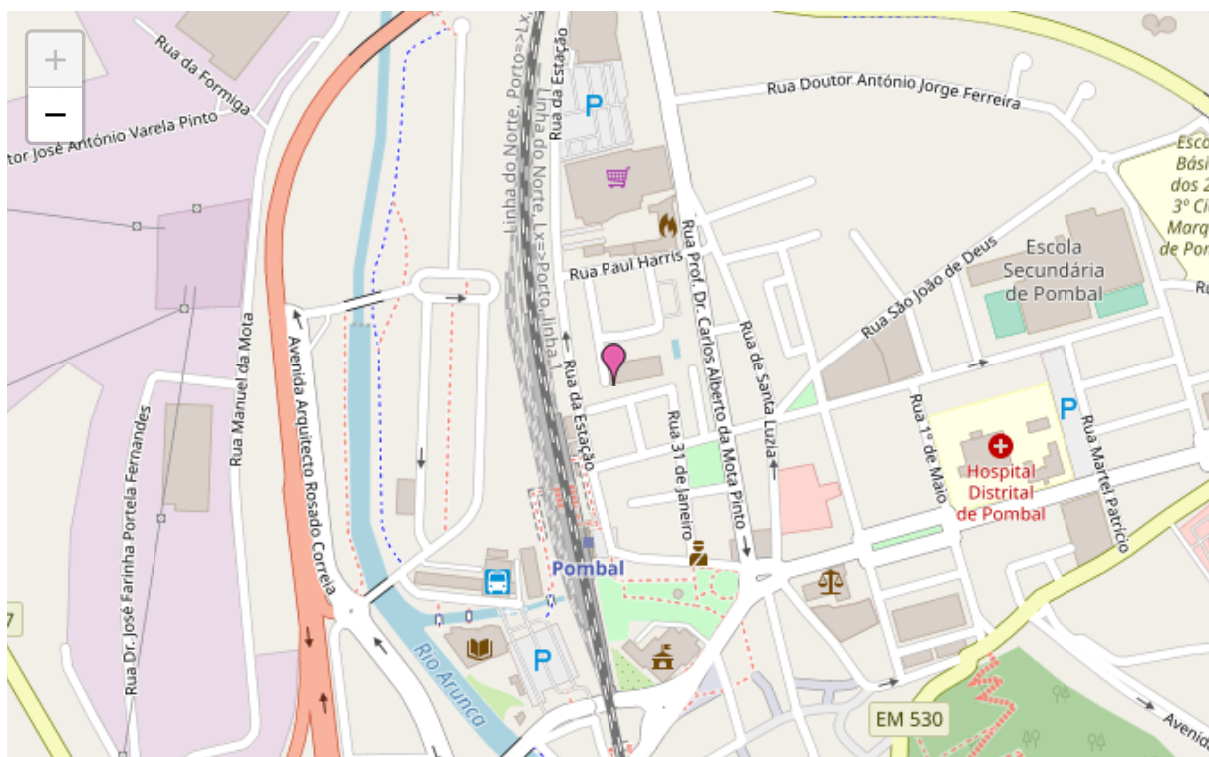 +
−
Rua da Formiga
tor José António Varela Pinto
Rua da Estação
Linha do Norte, Porto=>Lx,
Linha do Norte, Lx=>Porto, linha 1
P
Rua Doutor António Jorge Ferreira
Esco
Bási
dos 2
3º Ci
Marq
de Pom
Rua Paul Harris
Rua Prof. Dr. Carlos Alberto da Mota Pinto
Rua São João de Deus
Escola
Secundária
de Pombal
Ru
Avenida Arquitecto Rosado Correia
Rua Manuel da Mota
Rua Dr. José Farinha Portela Fernandes
Rua da Estação
Rua de Santa Luzia
Rua 31 de Janeiro
Rua 1º de Maio
P
Rua Martel Patrício
Hospital
Distrital
de Pombal
Pombal
7
Rio Arunca
P
EM 530
Avenida